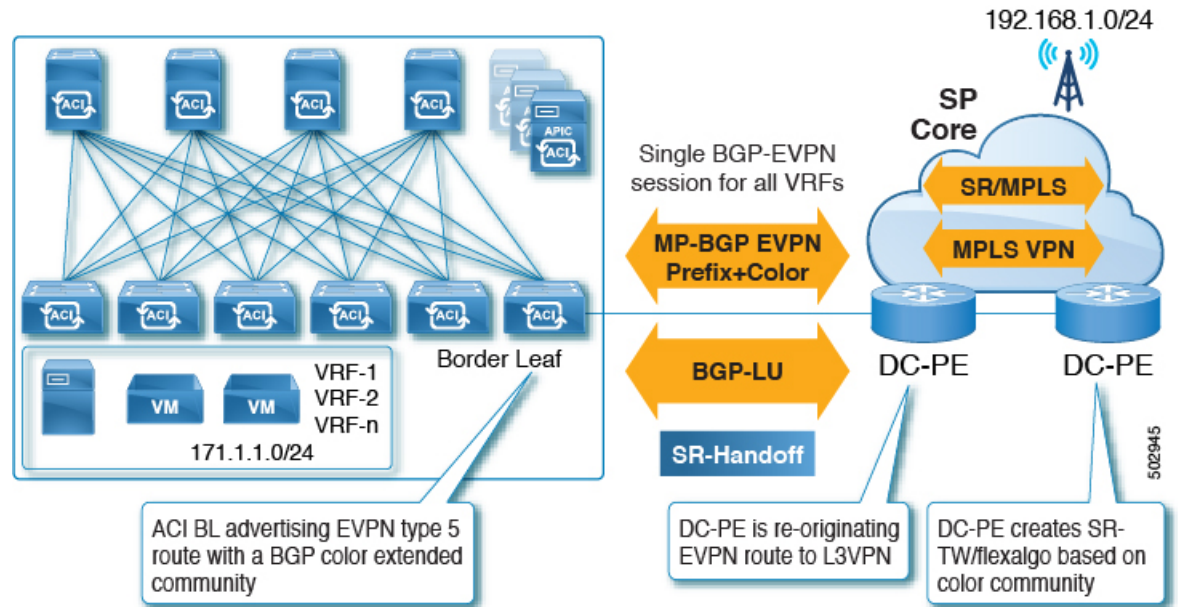 192.168.1.0/24
ACI
ACI
ACI
ACI
APIC
ACI
SP
Core
Single BGP-EVPN
session for all VRFs
SR/MPLS
MP-BGP EVPN
Prefix+Color
MPLS VPN
ACI
ACI
ACI
ACI
ACI
ACI
Border Leaf
DC-PE
DC-PE
BGP-LU
VM
VM
VRF-1
VRF-2
VRF-n
171.1.1.0/24
SR-Handoff
502945
ACI BL advertising EVPN type 5
route with a BGP color extended
community
DC-PE is re-originating
EVPN route to L3VPN
DC-PE creates SR-
TW/flexalgo based on
color community